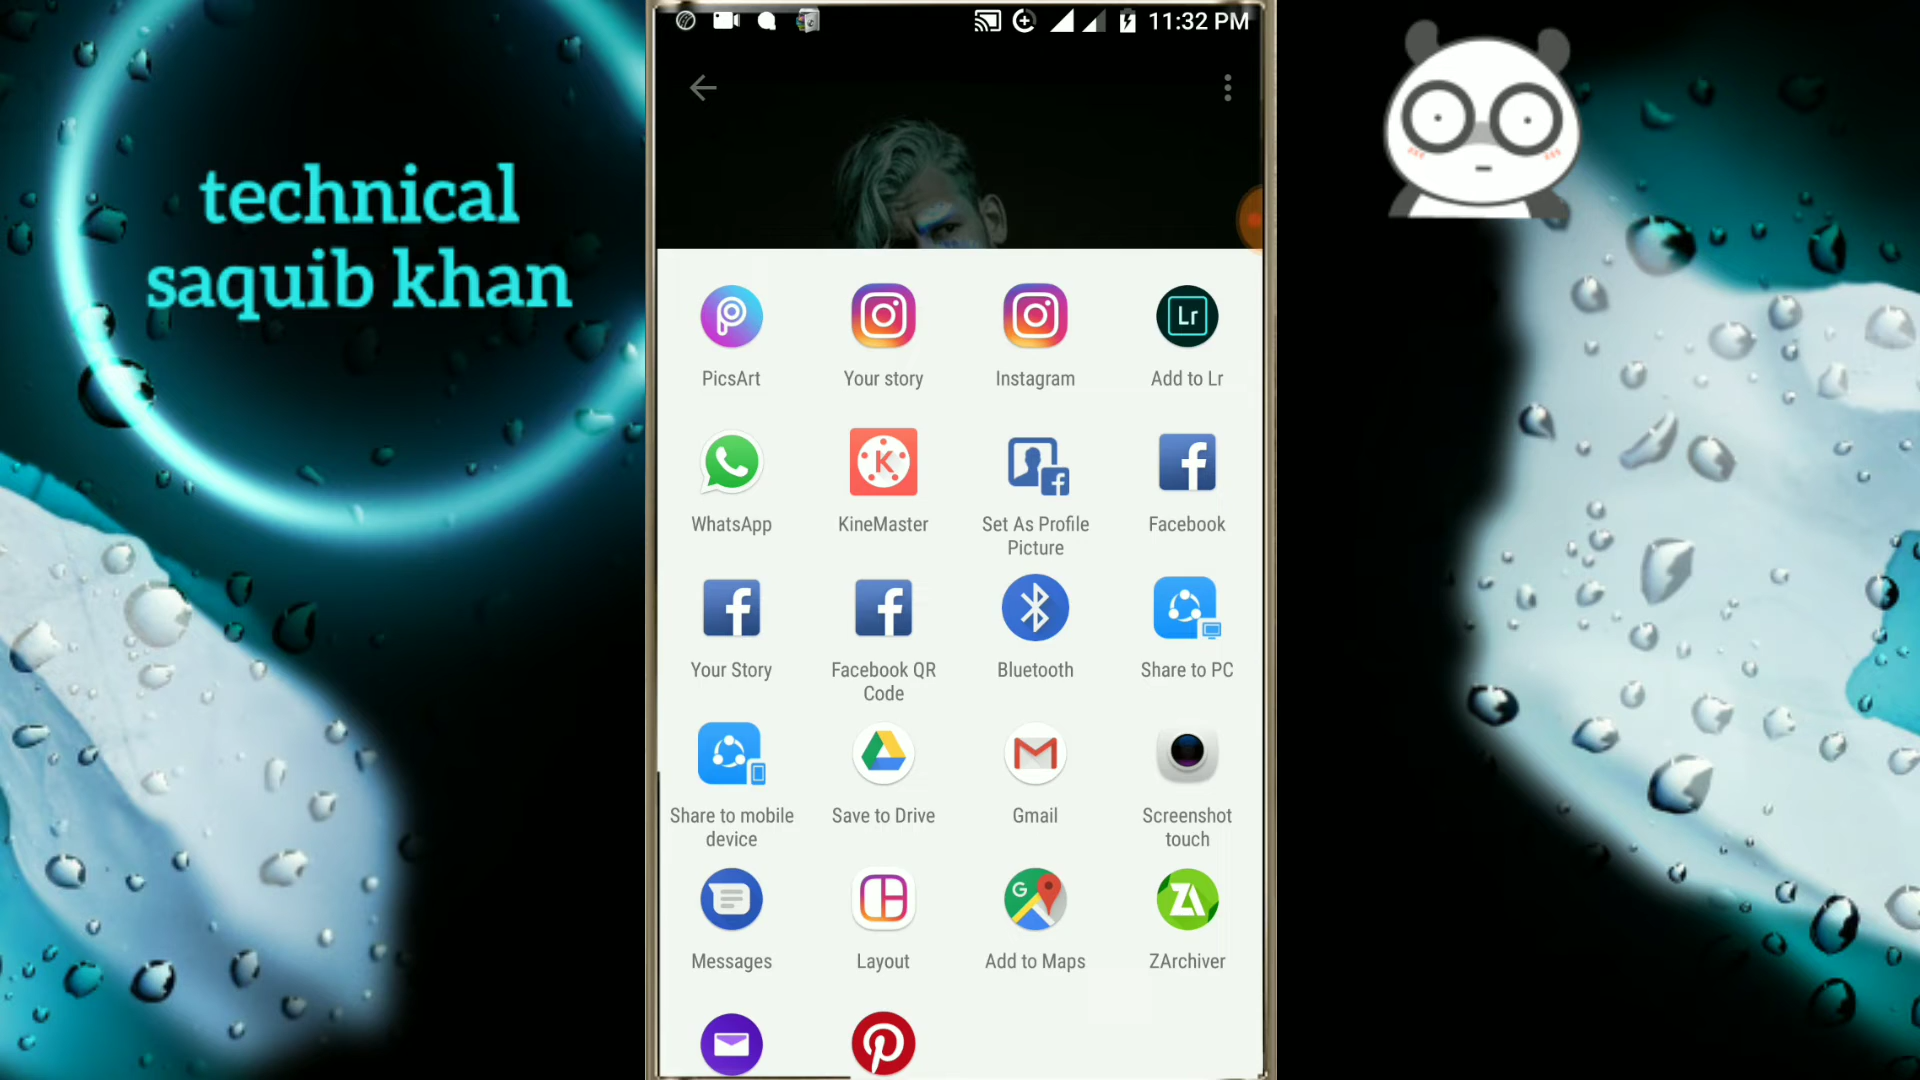 technical
saquib khan
11:32 PM
PicsArt
Your story
Instagram
Lr
Add to Lr
WhatsApp
K
KineMaster
Set As Profile
Picture
Facebook
Your Story
Facebook QR
Code
Bluetooth
Share to PC
Share to mobile
device
Save to Drive
Gmail
Screenshot
touch
Messages
Layout
G
Add to Maps
ZA
ZArchiver